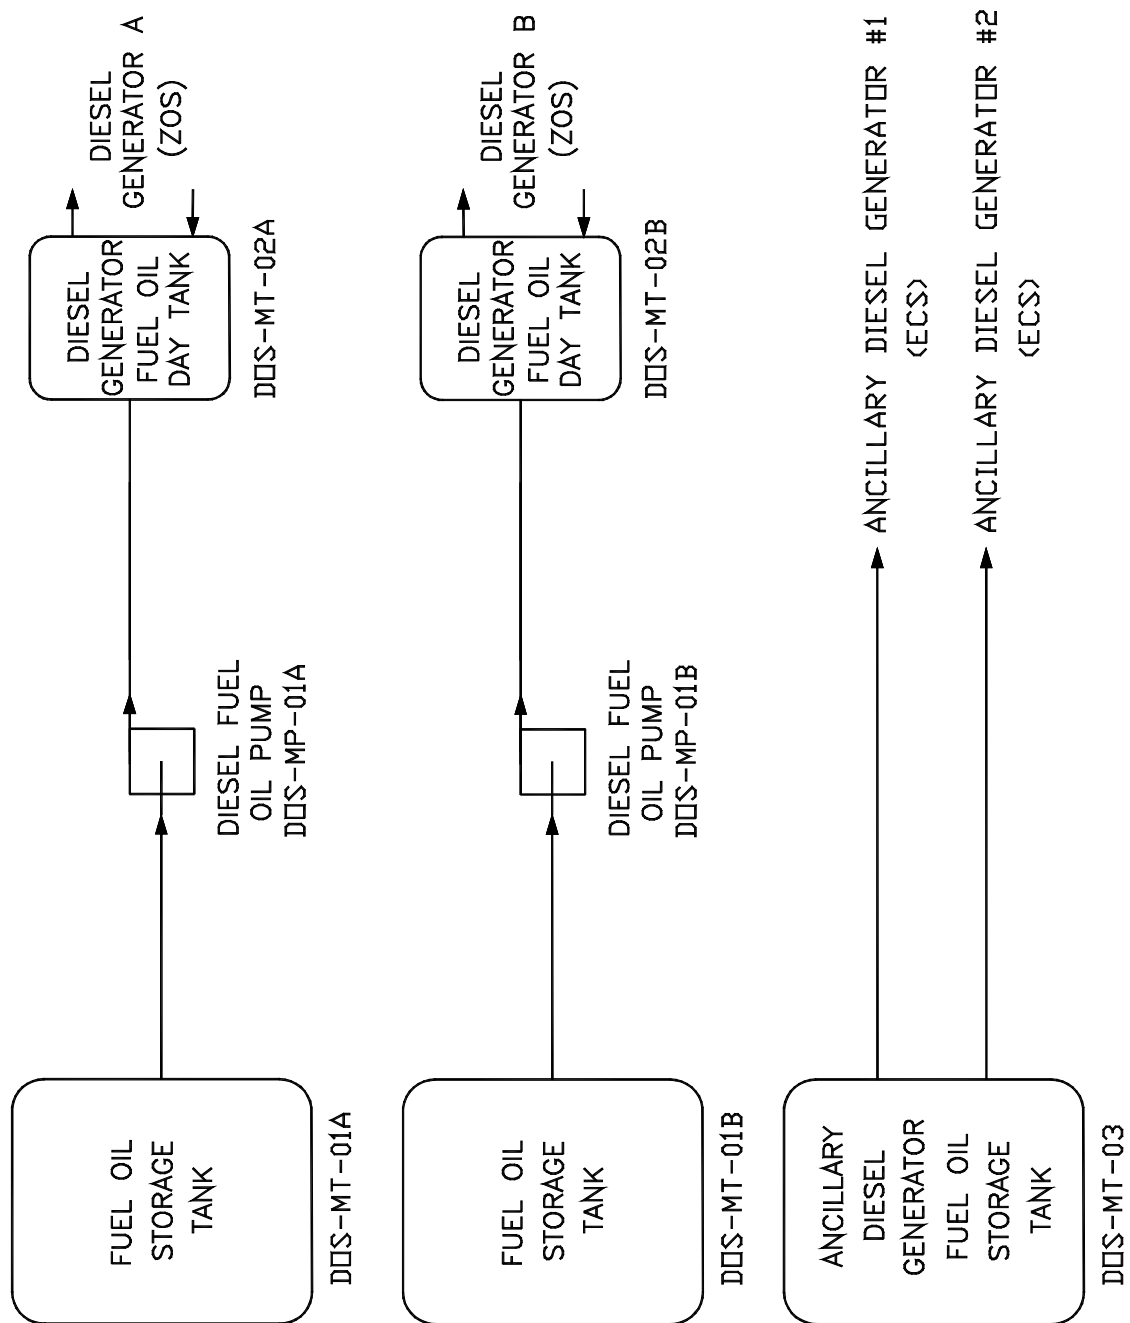 FUEL OIL
STORAGE
TANK
DOS-MT-01A
DIESEL FUEL
OIL PUMP
DOS-MP-01A
DIESEL
GENERATOR
FUEL OIL
DAY TANK
DOS-MT-02A
DIESEL
GENERATOR A
(ZOS)
FUEL OIL
STORAGE
TANK
DOS-MT-01B
DIESEL FUEL
OIL PUMP
DOS-MP-01B
DIESEL
GENERATOR
FUEL OIL
DAY TANK
DOS-MT-02B
DIESEL
GENERATOR B
(ZOS)
ANCILLARY
DIESEL
GENERATOR
FUEL OIL
STORAGE
TANK
DOS-MT-03
ANCILLARY DIESEL GENERATOR #1
(ECS)
ANCILLARY DIESEL GENERATOR #2
(ECS)